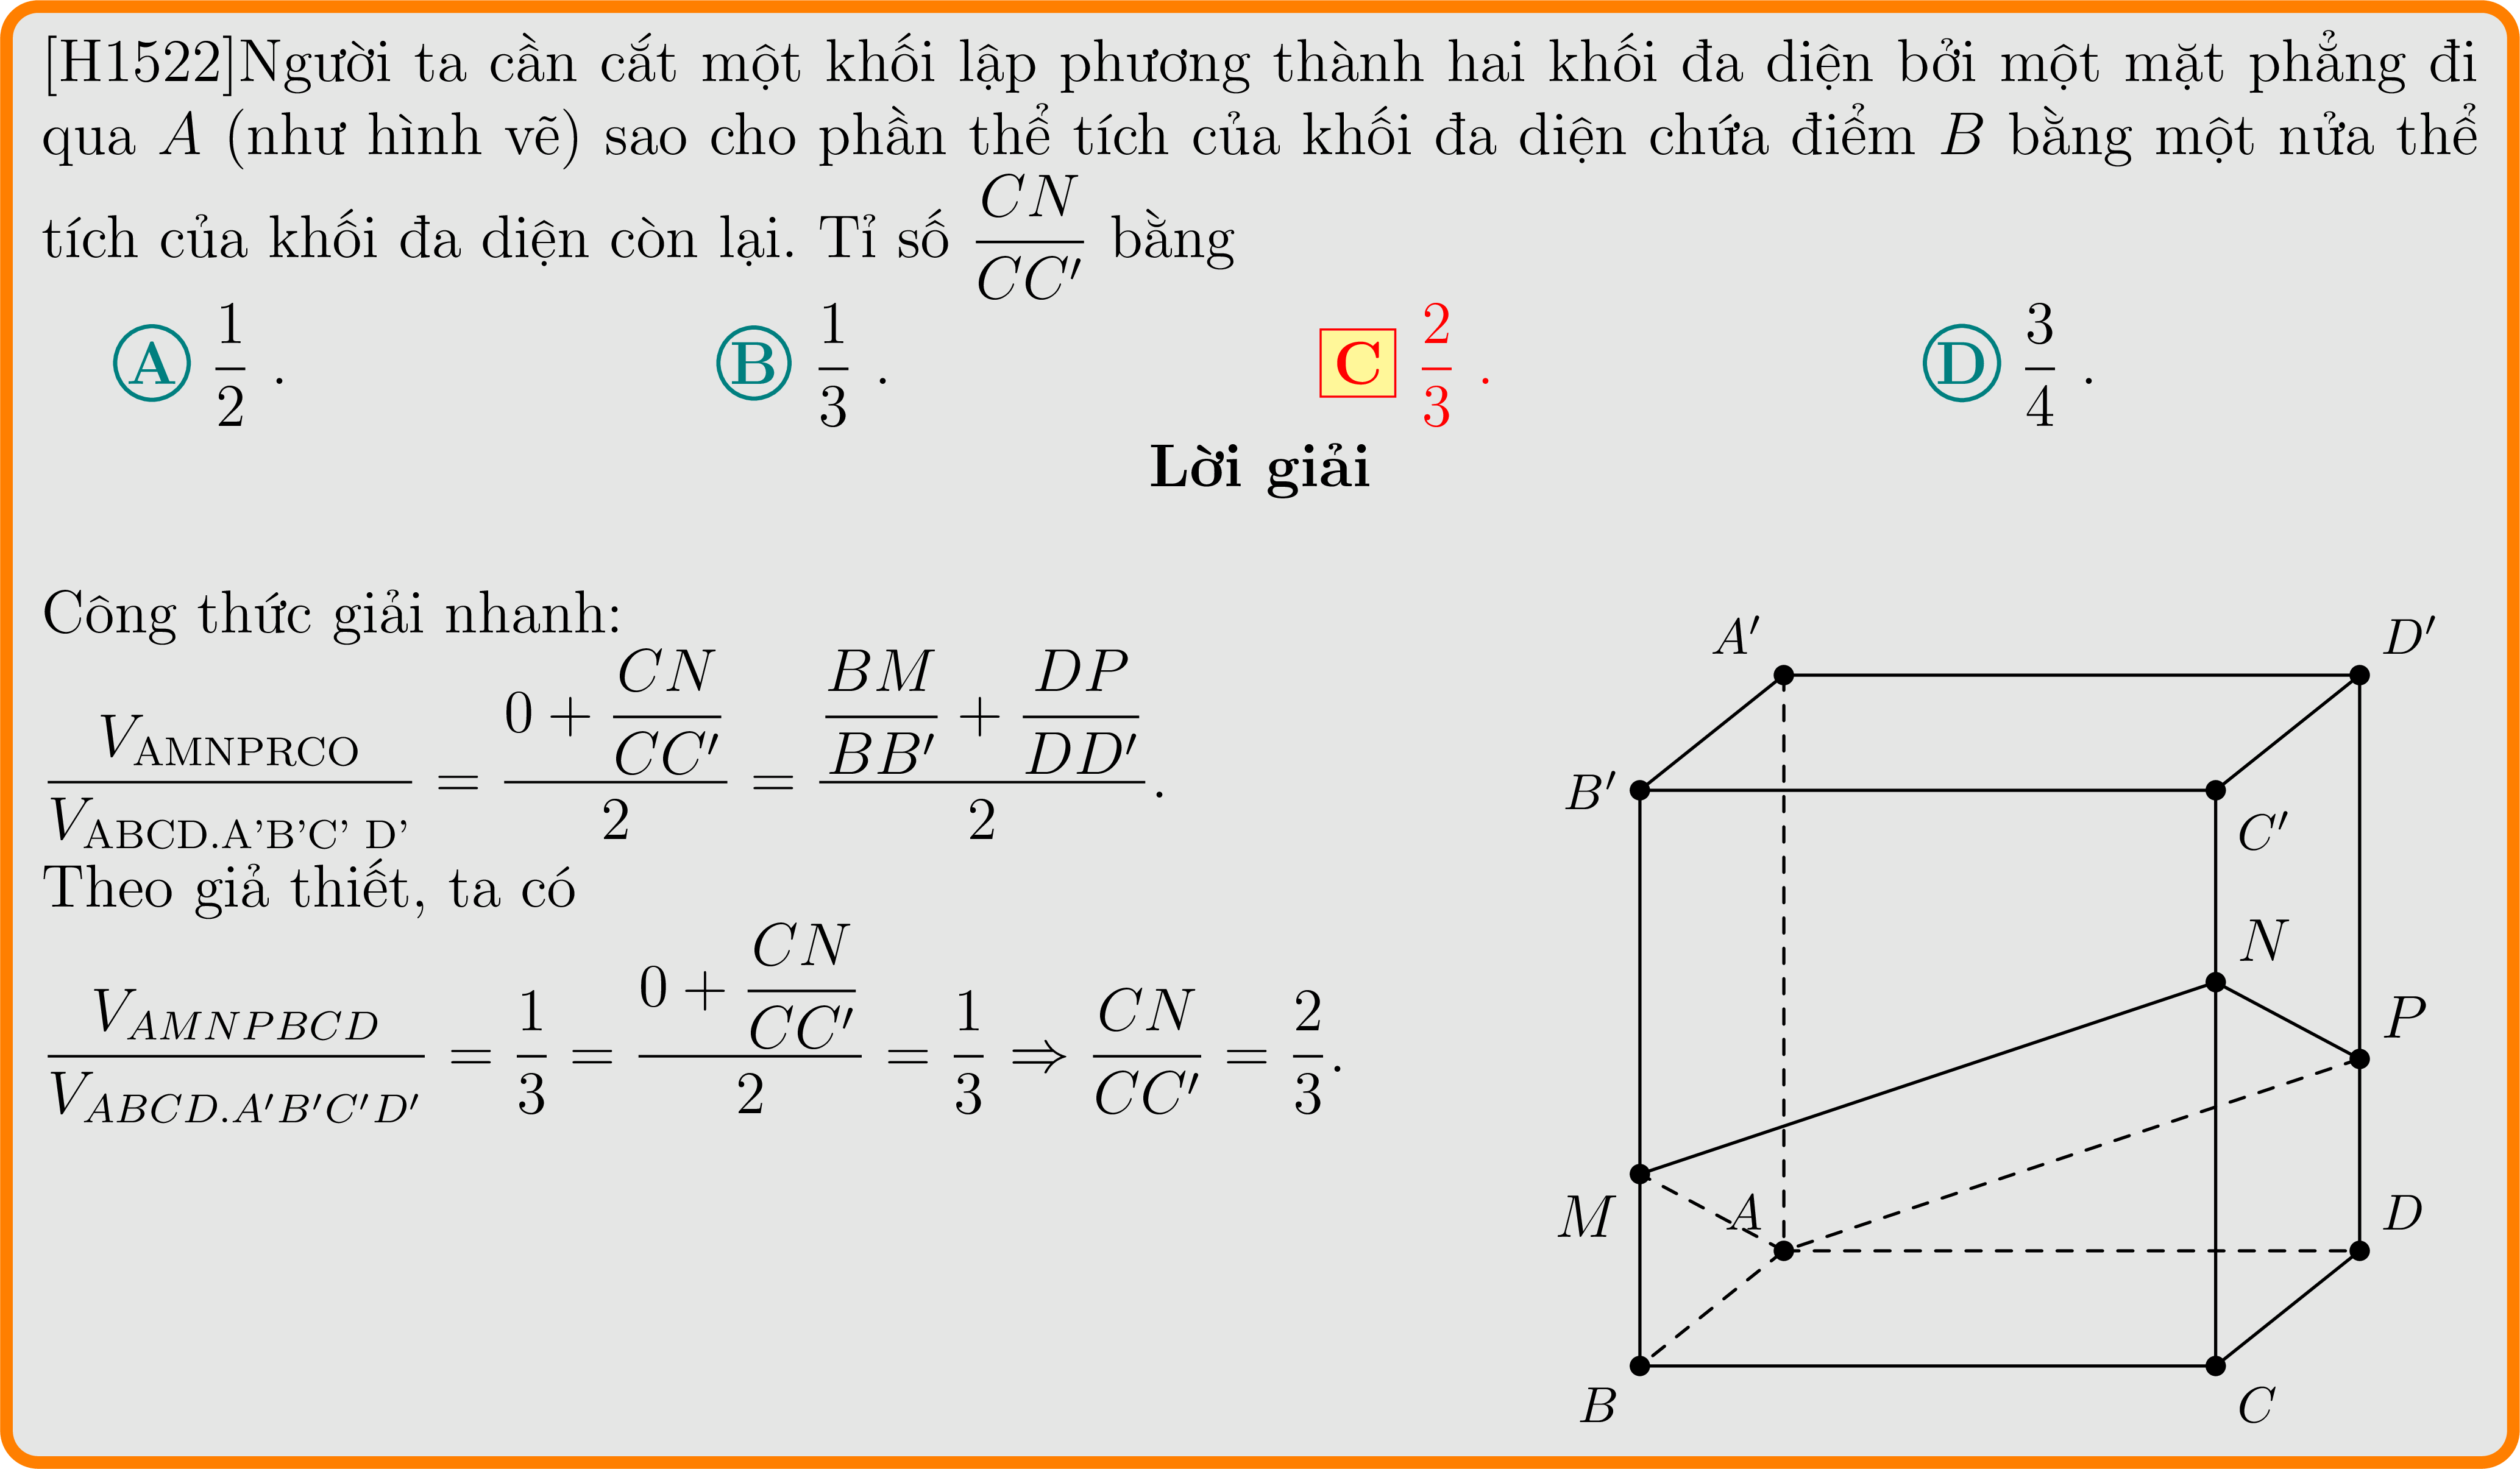 [H1522]Người ta cần cắt một khối lập phương thành hai khối đa diện bởi một mặt phẳng đi
qua A (như hình vẽ) sao cho phần thể tích của khối đa diện chứa điểm B bằng một nửa thể
tích của khối đa diện còn lại. Tỉ số \frac{CN}{CC'} bằng
A \frac{1}{2} . B \frac{1}{3} . C \frac{2}{3} . D \frac{3}{4} .
Lời giải
Công thức giải nhanh:
\frac{V_{AMNPRCO}}{V_{ABCD.A'B'C' D'}} = \frac{0 + \frac{CN}{CC'}}{2} = \frac{\frac{BM}{BB'} + \frac{DP}{DD'}}{2}.
Theo giả thiết, ta có
\frac{V_{AMNPBCD}}{V_{ABCD.A'B'C'D'}} = \frac{1}{3} = \frac{0 + \frac{CN}{CC'}}{2} = \frac{1}{3} ⇒ \frac{CN}{CC'} = \frac{2}{3}.
A' D'
B'
C'
N
P
M A D
B C